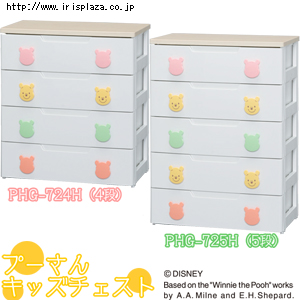 http://www.irisplaza.co.jp
PHG-724H (4段)
PHG-725H (5段)
プーさん
キッズチェスト
©DISNEY
Based on the "Winnie the Pooh" works
by A.A. Milne and E.H.Shepard.